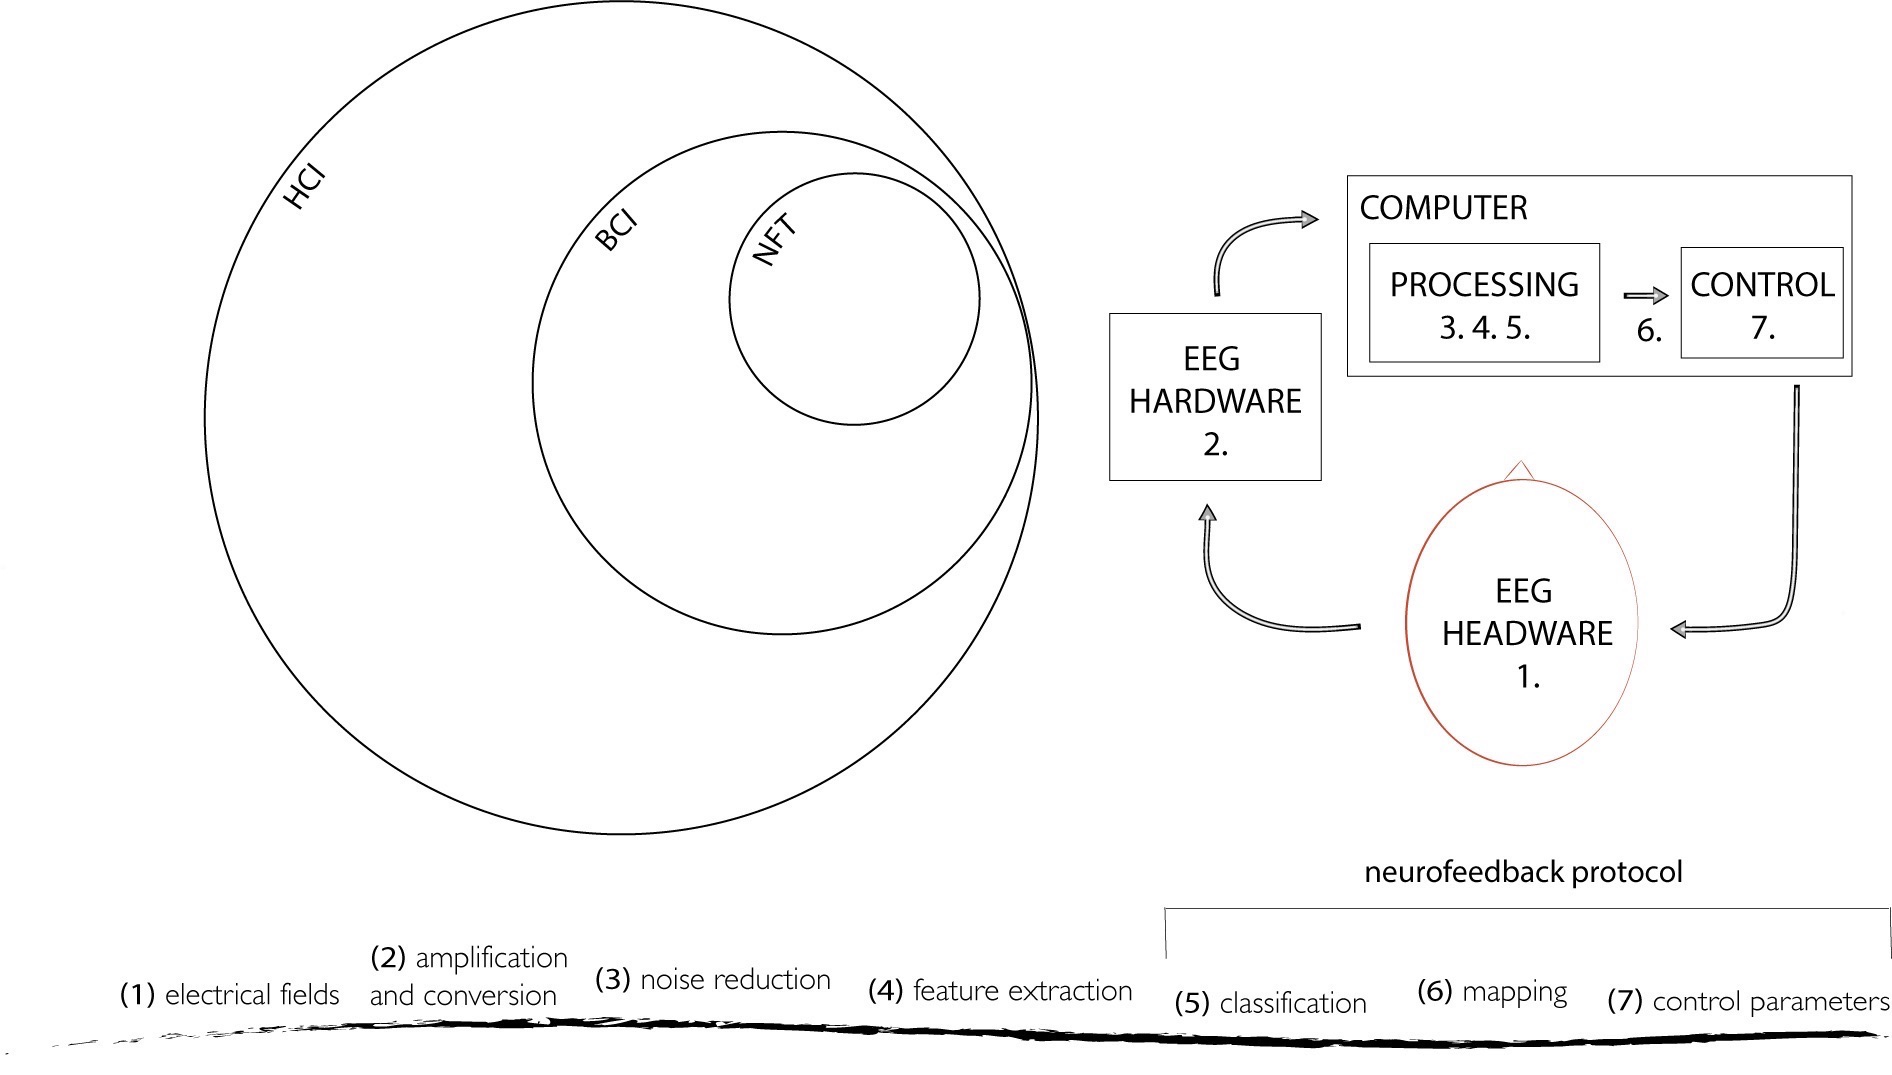 HCI
BCI
NFT
COMPUTER
PROCESSING
3. 4. 5.
6.
CONTROL
7.
EEG
HARDWARE
2.
EEG
HEADWARE
1.
neurofeedback protocol
(1) electrical fields
(2) amplification
and conversion
(3) noise reduction
(4) feature extraction
(5) classification
(6) mapping
(7) control parameters